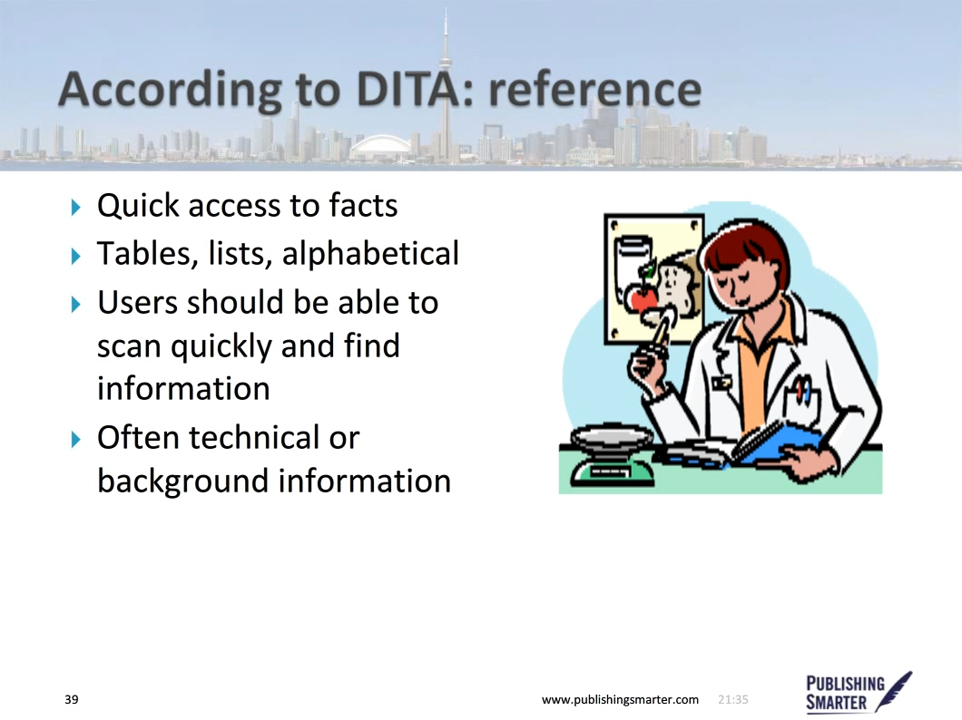 According to DITA: reference
Quick access to facts
Tables, lists, alphabetical
Users should be able to
scan quickly and find
information
Often technical or
background information
39
www.publishingsmarter.com
21:35
PUBLISHING
SMARTER